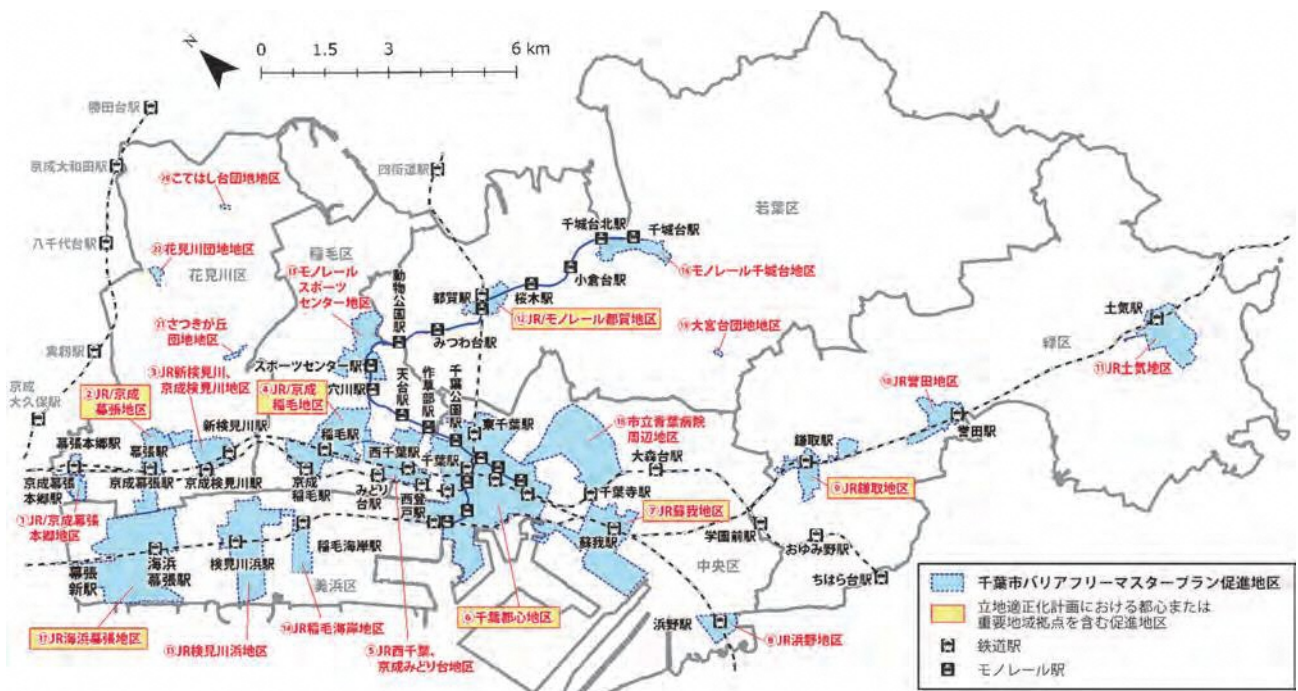 N
0 1.5 3 6 km
勝田台駅
京成大和田駅
四街道駅
⑳こてはし台団地地区
八千代台駅
㉒花見川団地地区
花見川区
稲毛区
⑰モノレール
スポーツ
センター地区
動物公園駅
若葉区
千城台北駅
千城台駅
小倉台駅
⑯モノレール千城台地区
都賀駅
桜木駅
⑫JR/モノレール都賀地区
みつわ台駅
㉑さつきが丘
団地地区
実籾駅
③JR新検見川、
京成検見川地区
スポーツセンター駅
穴川駅
天台駅
作草部駅
千葉公園駅
⑲大宮台団地地区
土気駅
緑区
⑪JR土気地区
京成
大久保駅
②JR/京成
幕張地区
④JR/京成
稲毛地区
⑩JR誉田地区
誉田駅
幕張本郷駅
幕張駅
新検見川駅
稲毛駅
西千葉駅
千葉駅
東千葉駅
⑱市立青葉病院
周辺地区
大森台駅
鎌取駅
京成幕張
本郷駅
京成幕張駅
京成検見川駅
京成
稲毛駅
みどり
台駅
西登
戸駅
千葉寺駅
⑨JR鎌取地区
①JR/京成幕張
本郷地区
⑦JR蘇我地区
蘇我駅
学園前駅
おゆみ野駅
ちはら台駅
幕張
新駅
海浜
幕張駅
検見川浜駅
稲毛海岸駅
美浜区
中央区
⑥千葉都心地区
⑬JR海浜幕張地区
⑭JR稲毛海岸地区
⑮JR検見川浜地区
⑤JR西千葉、
京成みどり台地区
浜野駅
⑧JR浜野地区
千葉市バリアフリーマスタープラン促進地区
立地適正化計画における都心または
重要地域拠点を含む促進地区
鉄道駅
モノレール駅